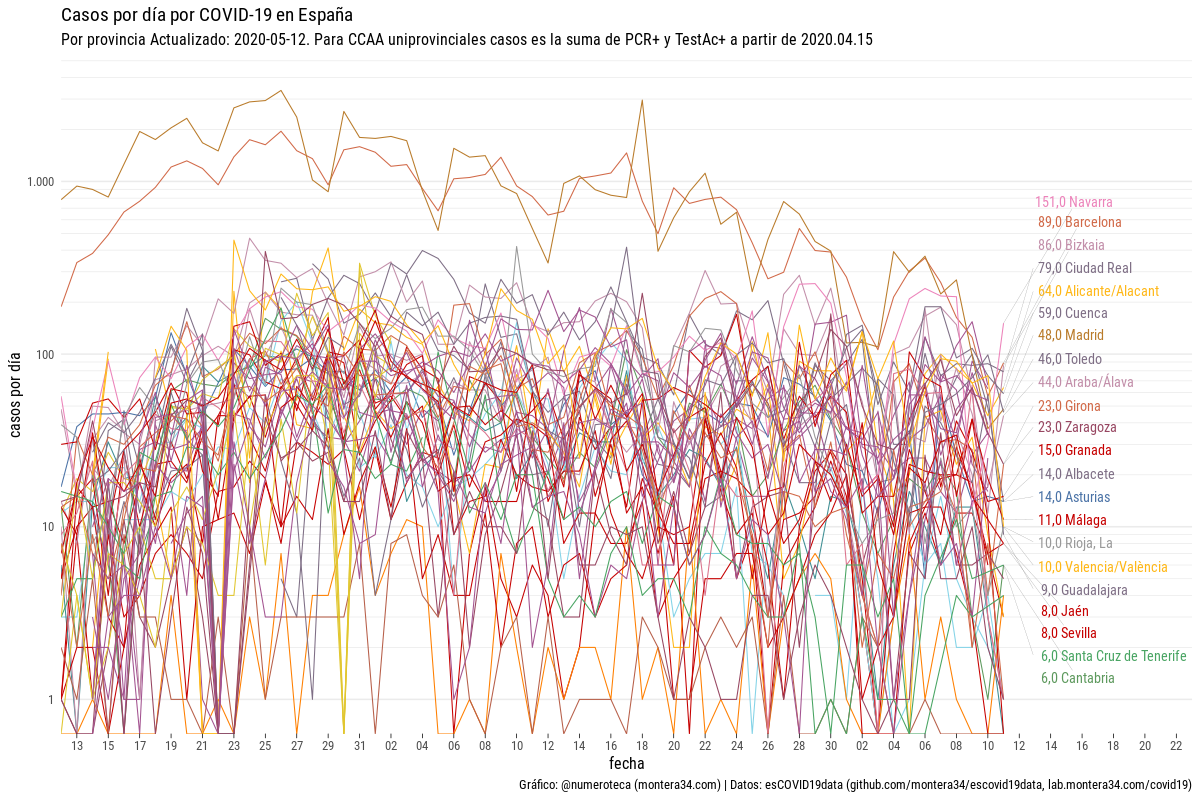 Casos por día por COVID-19 en España
Por provincia Actualizado: 2020-05-12. Para CCAA uniprovinciales casos es la suma de PCR+ y TestAc+ a partir de 2020.04.15
casos por día
1.000
100
10
1
151,0 Navarra
89,0 Barcelona
86,0 Bizkaia
79,0 Ciudad Real
64,0 Alicante/Alacant
59,0 Cuenca
48,0 Madrid
46,0 Toledo
44,0 Araba/Álava
23,0 Girona
23,0 Zaragoza
15,0 Granada
14,0 Albacete
14,0 Asturias
11,0 Málaga
10,0 Rioja, La
10,0 Valencia/València
9,0 Guadalajara
8,0 Jaén
8,0 Sevilla
6,0 Santa Cruz de Tenerife
6,0 Cantabria
13 15 17 19 21 23 25 27 29 31 02 04 06 08 10 12 14 16 18 20 22 24 26 28 30 02 04 06 08 10 12 14 16 18 20 22
fecha
Gráfico: @numeroteca (montera34.com) | Datos: esCOVID19data (github.com/montera34/escovid19data, lab.montera34.com/covid19)